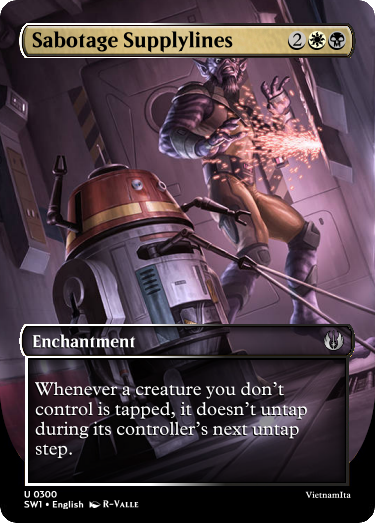 Sabotage Supplylines 2
Enchantment
Whenever a creature you don't
control is tapped, it doesn't untap
during its controller's next untap
step.
U 0300
SW1 • English R-Valle
VietnamIta